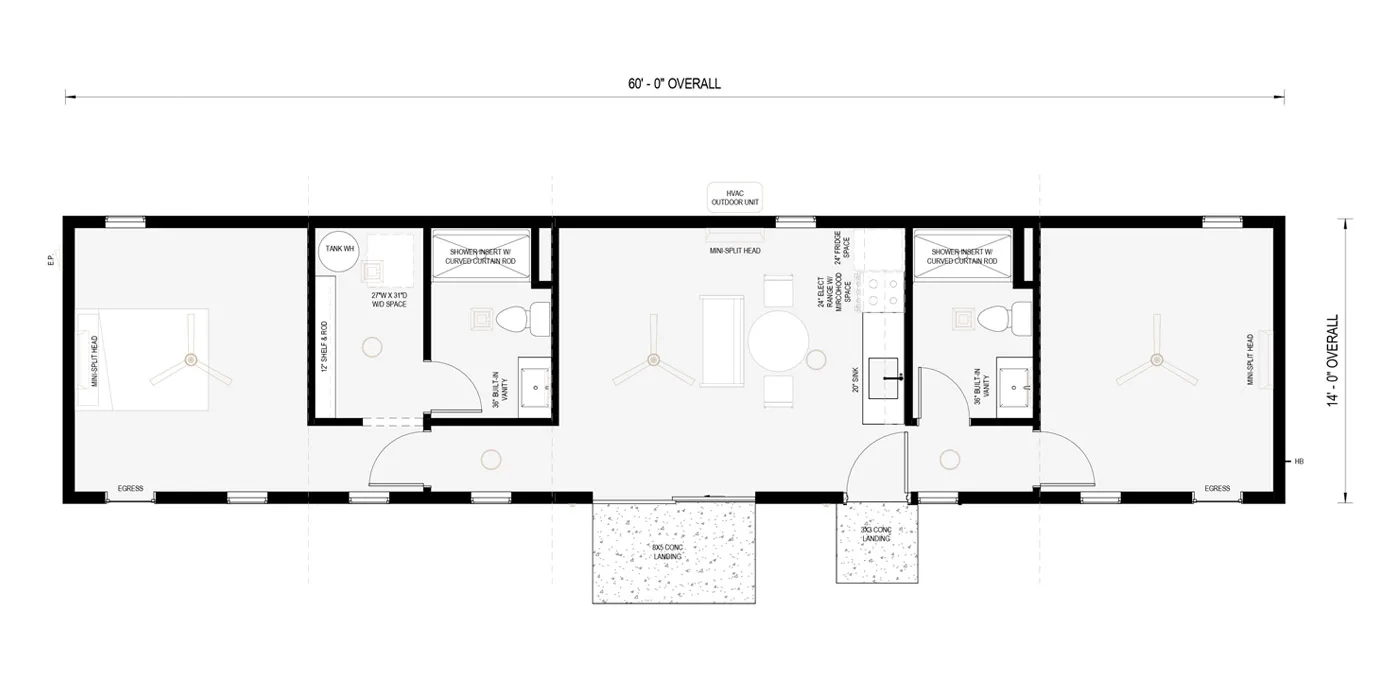 60' - 0" OVERALL
HVAC
OUTDOOR UNIT
E.P.
TANK WH
27"W X 31"D
W/D SPACE
12" SHELF & ROD
SHOWER INSERT W/
CURVED CURTAIN ROD
36" BUILT-IN
VANITY
MINI-SPLIT HEAD
MINI-SPLIT HEAD
24" FRIDGE
SPACE
24" ELECT
RANGE W/
MIRCOHOOD
SPACE
20" SINK
SHOWER INSERT W/
CURVED CURTAIN ROD
36" BUILT-IN
VANITY
MINI-SPLIT HEAD
14' - 0" OVERALL
HB
EGRESS
EGRESS
8X5 CONC
LANDING
3X3 CONC
LANDING